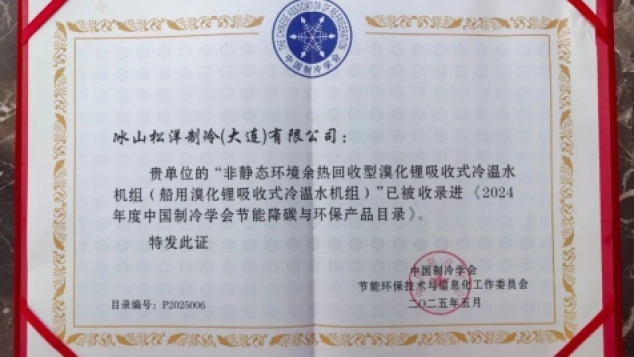 THE CHINESE ASSOCIATION OF REFRIGERATION
中国制冷学会
冰山松洋制冷(大连)有限公司：
贵单位的“非静态环境余热回收型溴化锂吸收式冷温水
机组（船用溴化锂吸收式冷温水机组）”已被收录进《2024
年度中国制冷学会节能降碳与环保产品目录》。
特发此证
中国制冷学会
节能环保技术与信息化工作委员会
二〇二五年五月
目录编号：P2025006